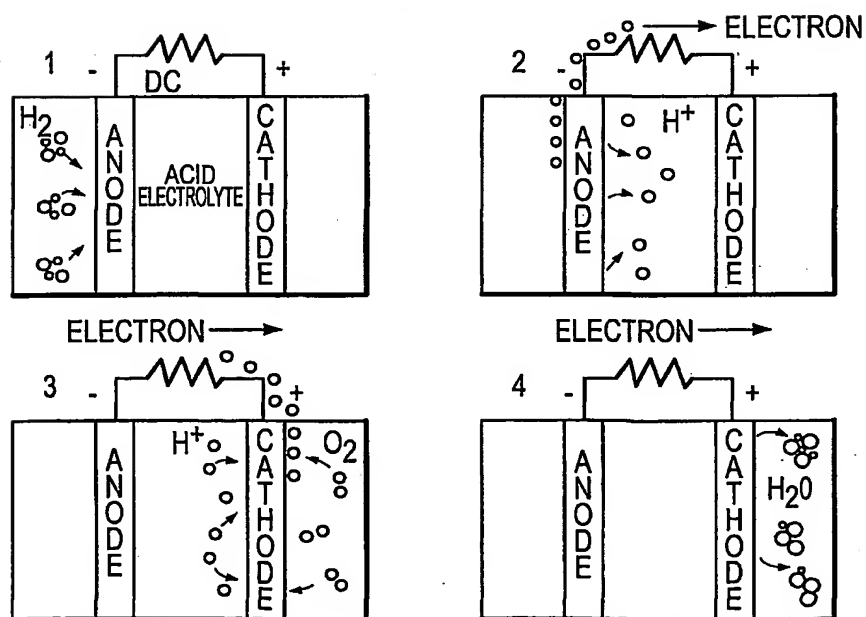 1
-
+
DC
H2
ANODE
ACID
ELECTROLYTE
CATHODE
2
ELECTRON
-
+
H+
ANODE
CATHODE
ELECTRON
3
-
+
H+
O2
ANODE
CATHODE
ELECTRON
4
-
+
ANODE
CATHODE
H2O